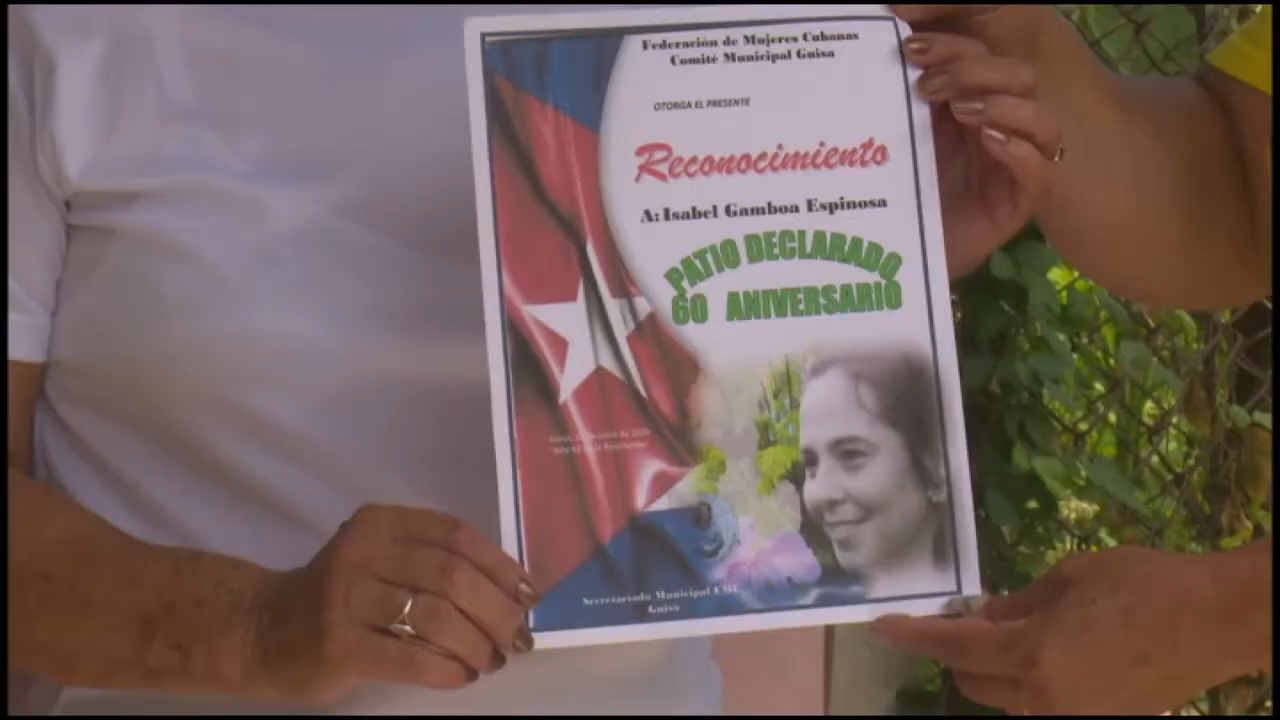 Federación de Mujeres Cubanas
Comité Municipal Guisa
OTORGA EL PRESENTE
Reconocimiento
A: Isabel Gamboa Espinosa
PATIO DECLARADO
60 ANIVERSARIO
Secretariado Municipal FMC
Guisa